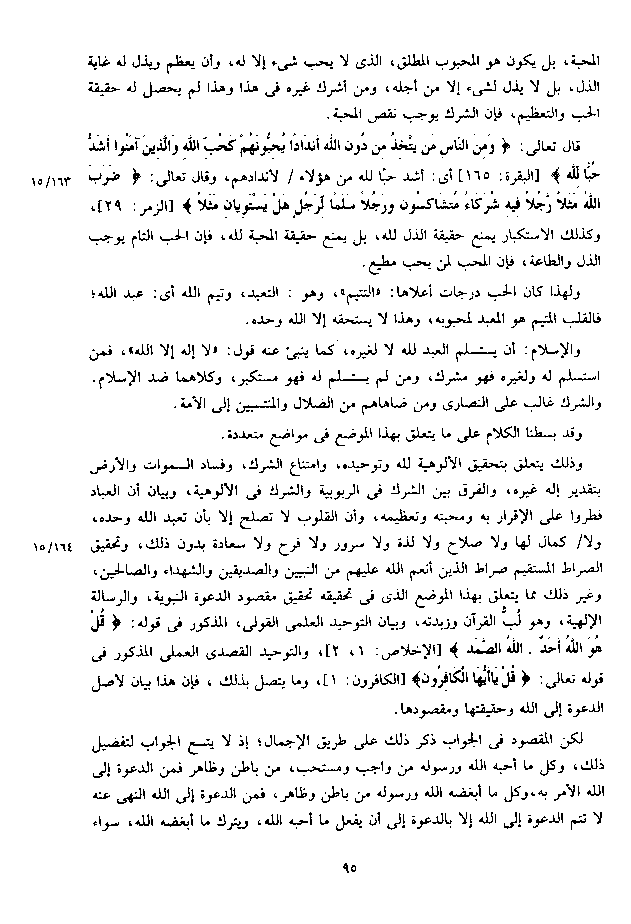 المحبة، بل يكون هو المحبوب المطلق، الذى لا يحب شىء إلا له، وأن يعظم ويذل له غاية
الذل، بل لا يذل لشىء إلا من أجله، ومن أشرك غيره فى هذا وهذا لم يحصل له حقيقة
الحب والتعظيم، فإن الشرك يوجب نقص المحبة.
قال تعالى: ﴿ وَمِنَ النَّاسِ مَن يَتَّخِذُ مِن دُونِ اللَّهِ أَندَادًا يُحِبُّونَهُمْ كَحُبِّ اللَّهِ وَالَّذِينَ آمَنُوا أَشَدُّ
حُبًّا لِّلَّهِ ﴾ [البقرة: ١٦٥] أى: أشد حبًا لله من هؤلاء / لأندادهم، وقال تعالى: ﴿ ضَرَبَ
١٥/١٦٣
اللَّهُ مَثَلاً رَّجُلاً فِيهِ شُرَكَاءُ مُتَشَاكِسُونَ وَرَجُلاً سَلَمًا لِّرَجُلٍ هَلْ يَسْتَوِيَانِ مَثَلاً ﴾ [الزمر: ٢٩]،
وكذلك الاستكبار يمنع حقيقة الذل لله، بل يمنع حقيقة المحبة لله، فإن الحب التام يوجب
الذل والطاعة، فإن المحب لمن يحب مطيع.
ولهذا كان الحب درجات أعلاها: «التتيم»، وهو : التعبد، وتيم الله أى: عبد الله؛
فالقلب المتيم هو المعبد لمحبوبه، وهذا لا يستحقه إلا الله وحده.
والإسلام: أن يستسلم العبد لله لا لغيره، كما ينبئ عنه قول: «لا إله إلا الله»، فمن
استسلم له ولغيره فهو مشرك، ومن لم يستسلم له فهو مستكبر، وكلاهما ضد الإسلام.
والشرك غالب على النصارى ومن ضاهاهم من الضلال والمنتسبين إلى الأمة.
وقد بسطنا الكلام على ما يتعلق بهذا الموضع فى مواضع متعددة.
وذلك يتعلق بتحقيق الألوهية لله وتوحيده، وامتناع الشرك، وفساد السموات والأرض
بتقدير إله غيره، والفرق بين الشرك فى الربوبية والشرك فى الألوهية، وبيان أن العباد
فطروا على الإقرار به ومحبته وتعظيمه، وأن القلوب لا تصلح إلا بأن تعبد الله وحده،
ولا/ كمال لها ولا صلاح ولا لذة ولا سرور ولا فرح ولا سعادة بدون ذلك، وتحقيق
١٥/١٦٤
الصراط المستقيم صراط الذين أنعم الله عليهم من النبيين والصديقين والشهداء والصالحين،
وغير ذلك مما يتعلق بهذا الموضع الذى فى تحقيقه تحقيق مقصود الدعوة النبوية، والرسالة
الإلهية، وهو لُبُّ القرآن وزبدته، وبيان التوحيد العلمى القولى، المذكور فى قوله: ﴿ قُلْ
هُوَ اللَّهُ أَحَدٌ . اللَّهُ الصَّمَدُ ﴾ [الإخلاص: ١، ٢]، والتوحيد القصدى العملى المذكور فى
قوله تعالى: ﴿ قُلْ يَاأَيُّهَا الْكَافِرُونَ﴾ [الكافرون: ١]، وما يتصل بذلك ، فإن هذا بيان لأصل
الدعوة إلى الله وحقيقتها ومقصودها.
لكن المقصود فى الجواب ذكر ذلك على طريق الإجمال؛ إذ لا يتسع الجواب لتفضيل
ذلك، وكل ما أحبه الله ورسوله من واجب ومستحب، من باطن وظاهر فمن الدعوة إلى
الله الأمر به،وكل ما أبغضه الله ورسوله من باطن وظاهر، فمن الدعوة إلى الله النهى عنه
لا تتم الدعوة إلى الله إلا بالدعوة إلى أن يفعل ما أحبه الله، ويترك ما أبغضه الله، سواء
٩٥